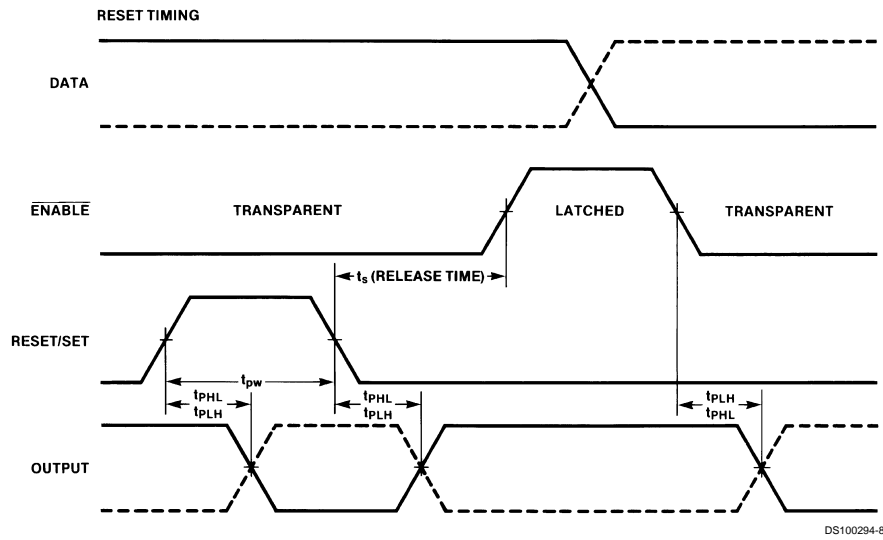 RESET TIMING
DATA
ENABLE
TRANSPARENT
LATCHED
TRANSPARENT
ts (RELEASE TIME)
RESET/SET
tpw
tPHL
tPLH
tPHL
tPLH
tPLH
tPHL
OUTPUT
DS100294-8